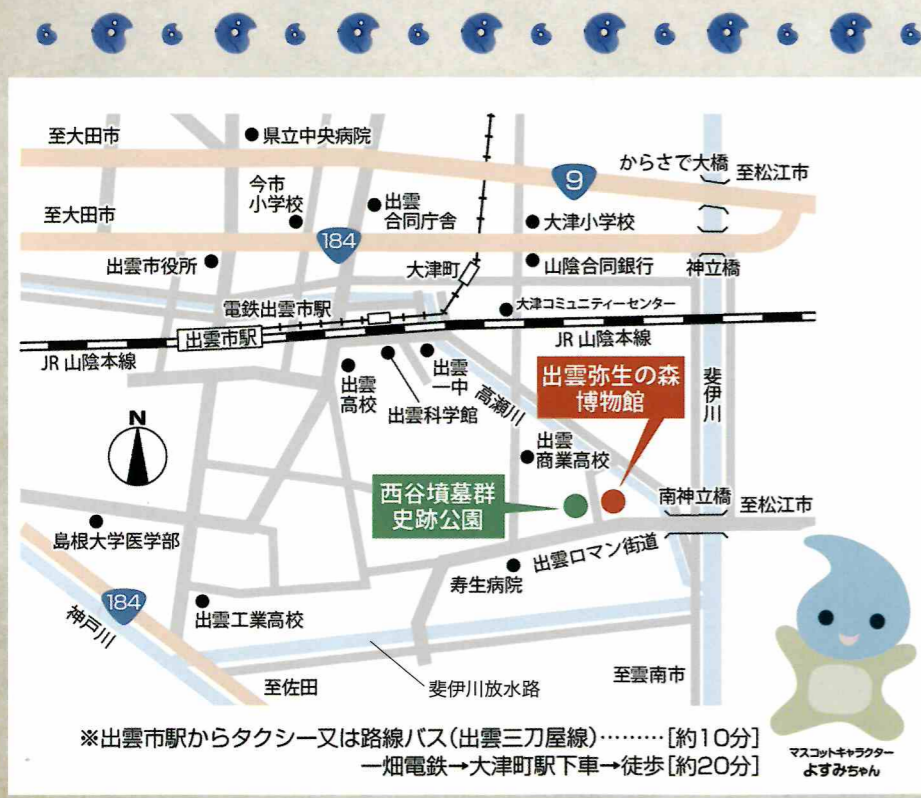 至大田市
県立中央病院
からさで大橋
至松江市
9
今市
小学校
出雲
合同庁舎
大津小学校
至大田市
184
出雲市役所
大津町
山陰合同銀行
神立橋
電鉄出雲市駅
大津コミュニティーセンター
出雲市駅
JR山陰本線
JR山陰本線
出雲
高校
出雲科学館
出雲
一中
高瀬川
出雲弥生の森
博物館
斐伊川
N
出雲
商業高校
西谷墳墓群
史跡公園
南神立橋
至松江市
島根大学医学部
出雲ロマン街道
寿生病院
184
神戸川
出雲工業高校
至佐田
斐伊川放水路
至雲南市
※出雲市駅からタクシー又は路線バス(出雲三刀屋線)………[約10分]
一畑電鉄→大津町駅下車→徒歩[約20分]
マスコットキャラクター
よすみちゃん